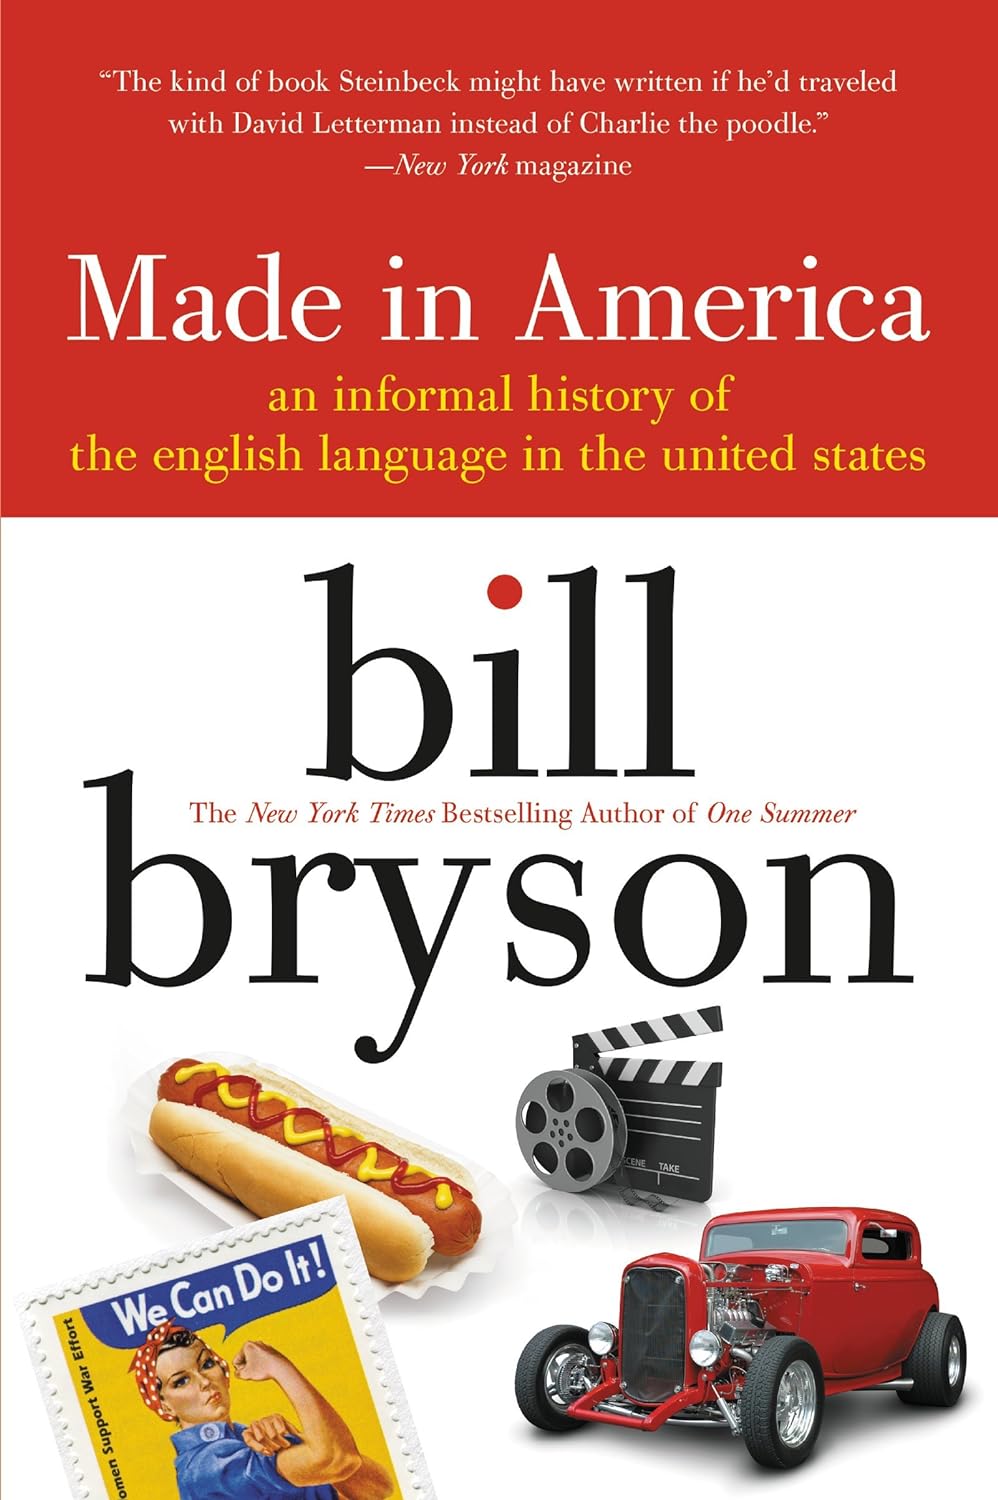 “The kind of book Steinbeck might have written if he’d traveled
with David Letterman instead of Charlie the poodle.”
—New York magazine
Made in America
an informal history of
the english language in the united states
bill
The New York Times Bestselling Author of One Summer
bryson
SCENE TAKE
We Can Do It!
omen Support War Effort